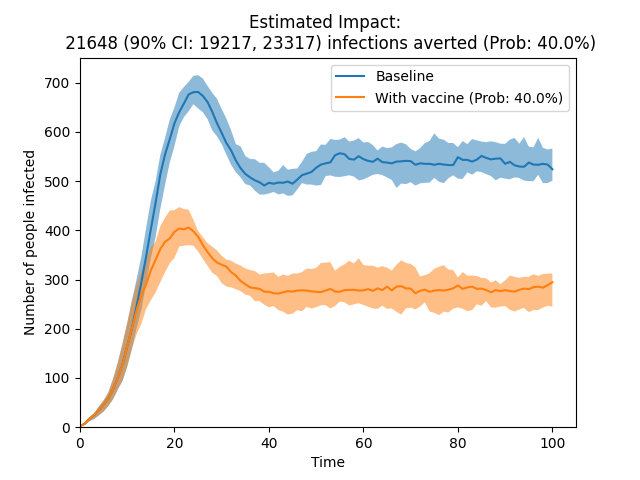 Estimated Impact:
21648 (90% CI: 19217, 23317) infections averted (Prob: 40.0%)
Baseline
With vaccine (Prob: 40.0%)
Number of people infected
700
600
500
400
300
200
100
0
0 20 40 60 80 100
Time